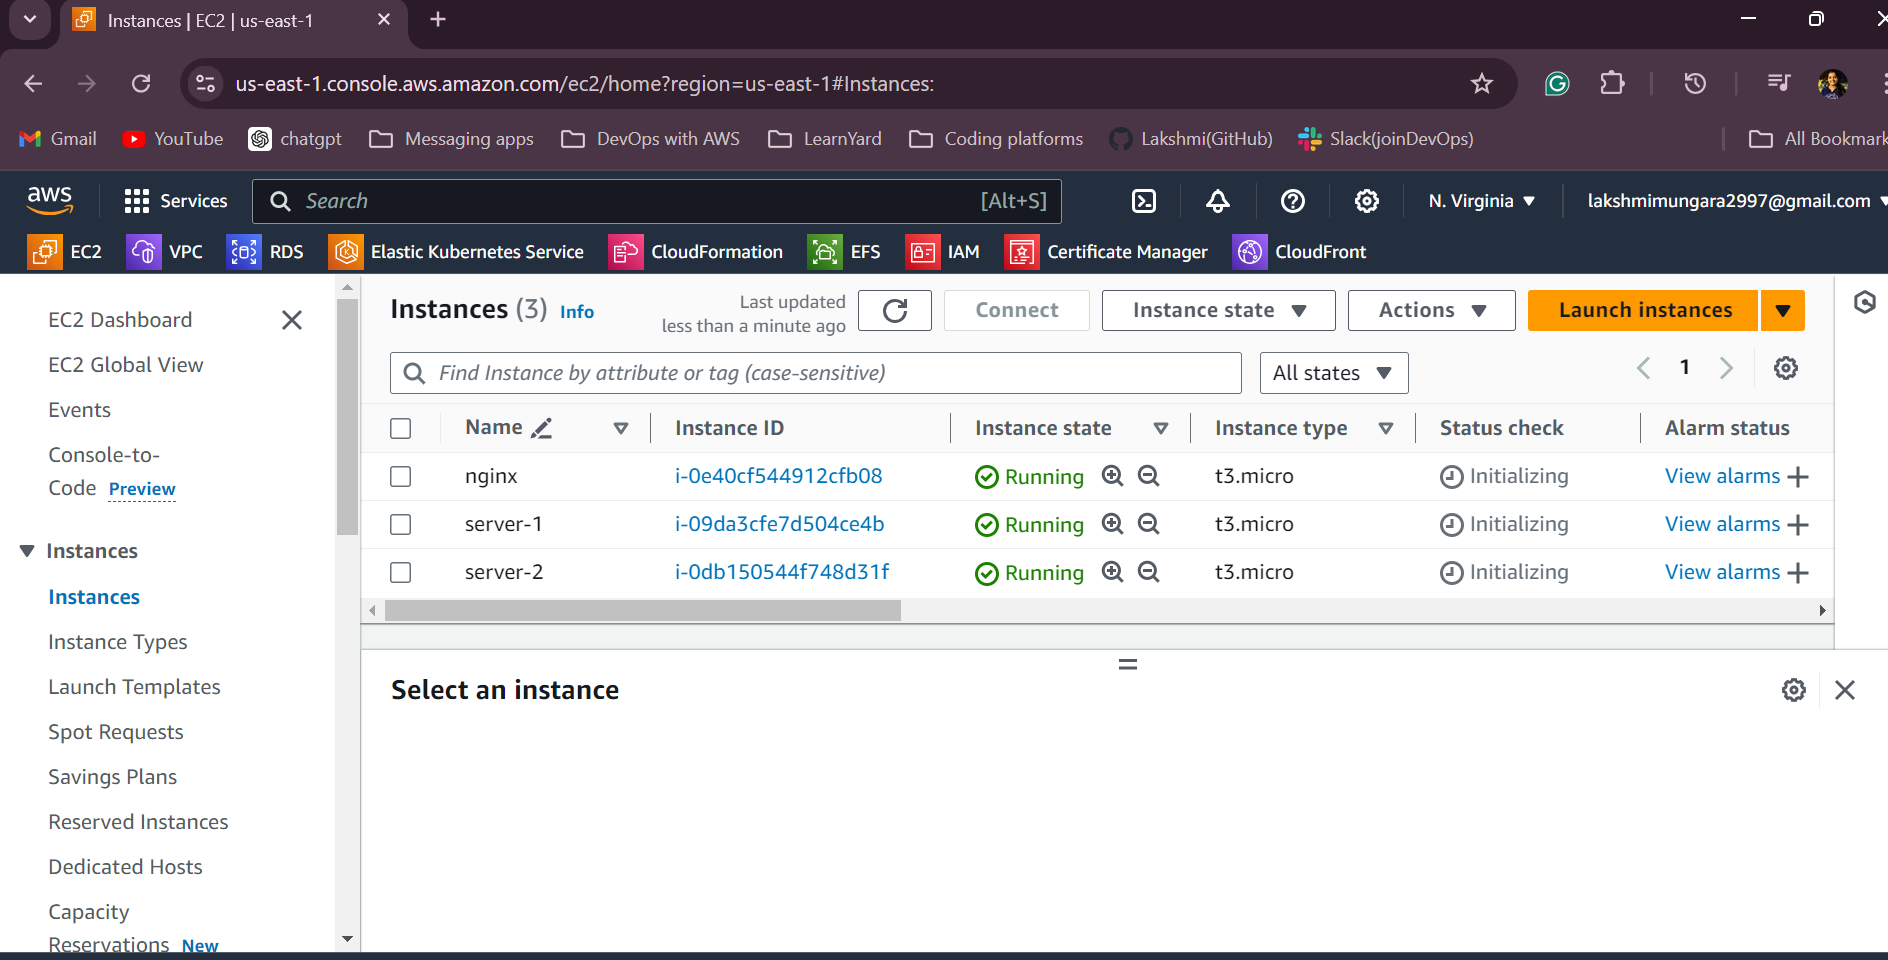 Instances | EC2 | us-east-1
us-east-1.console.aws.amazon.com/ec2/home?region=us-east-1#Instances:
Gmail YouTube chatgpt Messaging apps DevOps with AWS LearnYard Coding platforms Lakshmi(GitHub) Slack(joinDevOps) All Bookmark
aws Services Search [Alt+S] N. Virginia lakshmimungara2997@gmail.com
EC2 VPC RDS Elastic Kubernetes Service CloudFormation EFS IAM Certificate Manager CloudFront
EC2 Dashboard
EC2 Global View
Events
Console-to-
Code Preview
Instances
Instances
Instance Types
Launch Templates
Spot Requests
Savings Plans
Reserved Instances
Dedicated Hosts
Capacity
Reservations New
Instances (3) Info
Last updated
less than a minute ago
Connect Instance state Actions Launch instances
Find Instance by attribute or tag (case-sensitive) All states 1
Name Instance ID Instance state Instance type Status check Alarm status
nginx i-0e40cf544912cfb08 Running t3.micro Initializing View alarms
server-1 i-09da3cfe7d504ce4b Running t3.micro Initializing View alarms
server-2 i-0db150544f748d31f Running t3.micro Initializing View alarms
Select an instance